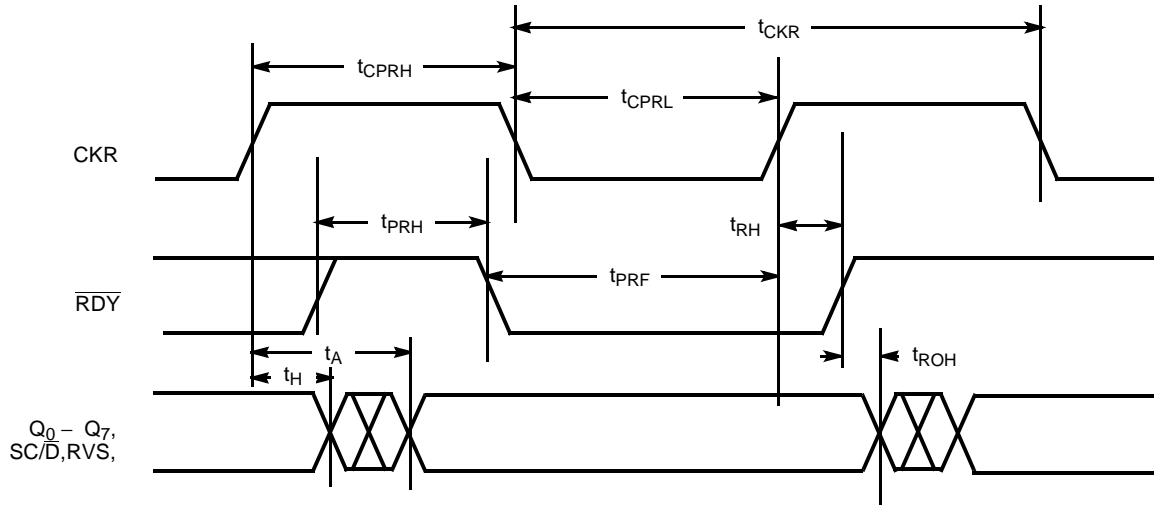 tCKR
tCPRH
tCPRL
CKR
tPRH
tRH
tPRF
RDY
tA
tROH
tH
Q0 – Q7,
SC/D,RVS,